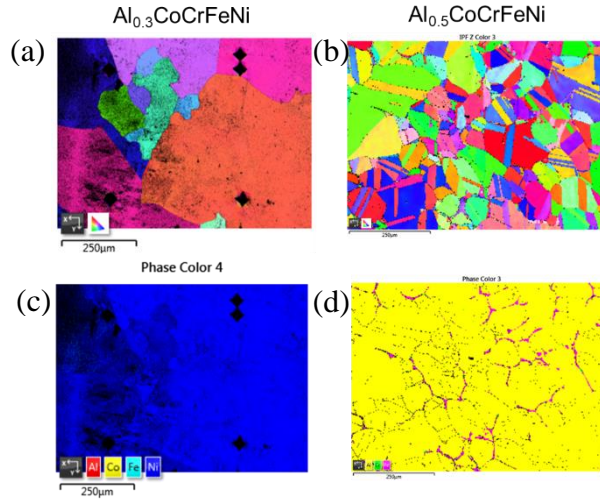 Al0.3CoCrFeNi
Al0.5CoCrFeNi
(a)
(b)
IPF Z Color 3
X
Y
250µm
250µm
Phase Color 4
Phase Color 3
(c)
(d)
Al Co Fe Ni
250µm
250µm